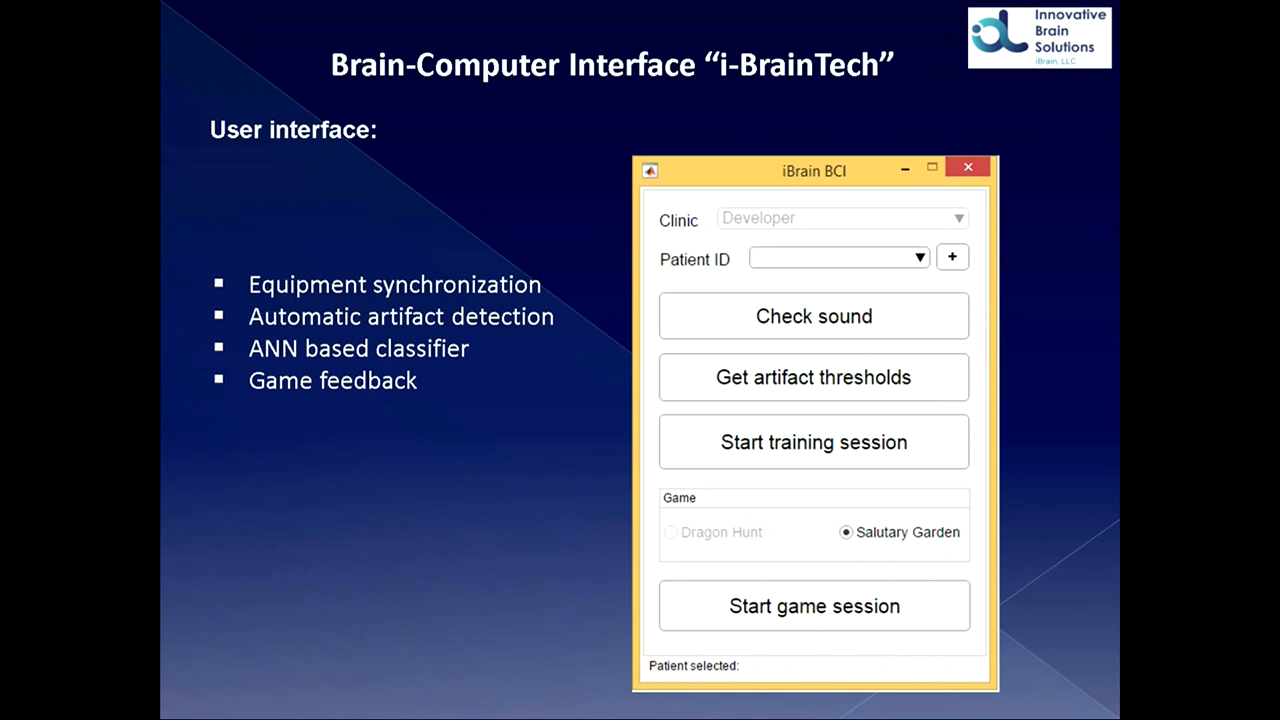 Innovative
Brain
Solutions
iBrain, LLC
Brain-Computer Interface “i-BrainTech”
User interface:
Equipment synchronization
Automatic artifact detection
ANN based classifier
Game feedback
iBrain BCI
Clinic Developer
Patient ID +
Check sound
Get artifact thresholds
Start training session
Game
Dragon Hunt Salutary Garden
Start game session
Patient selected: